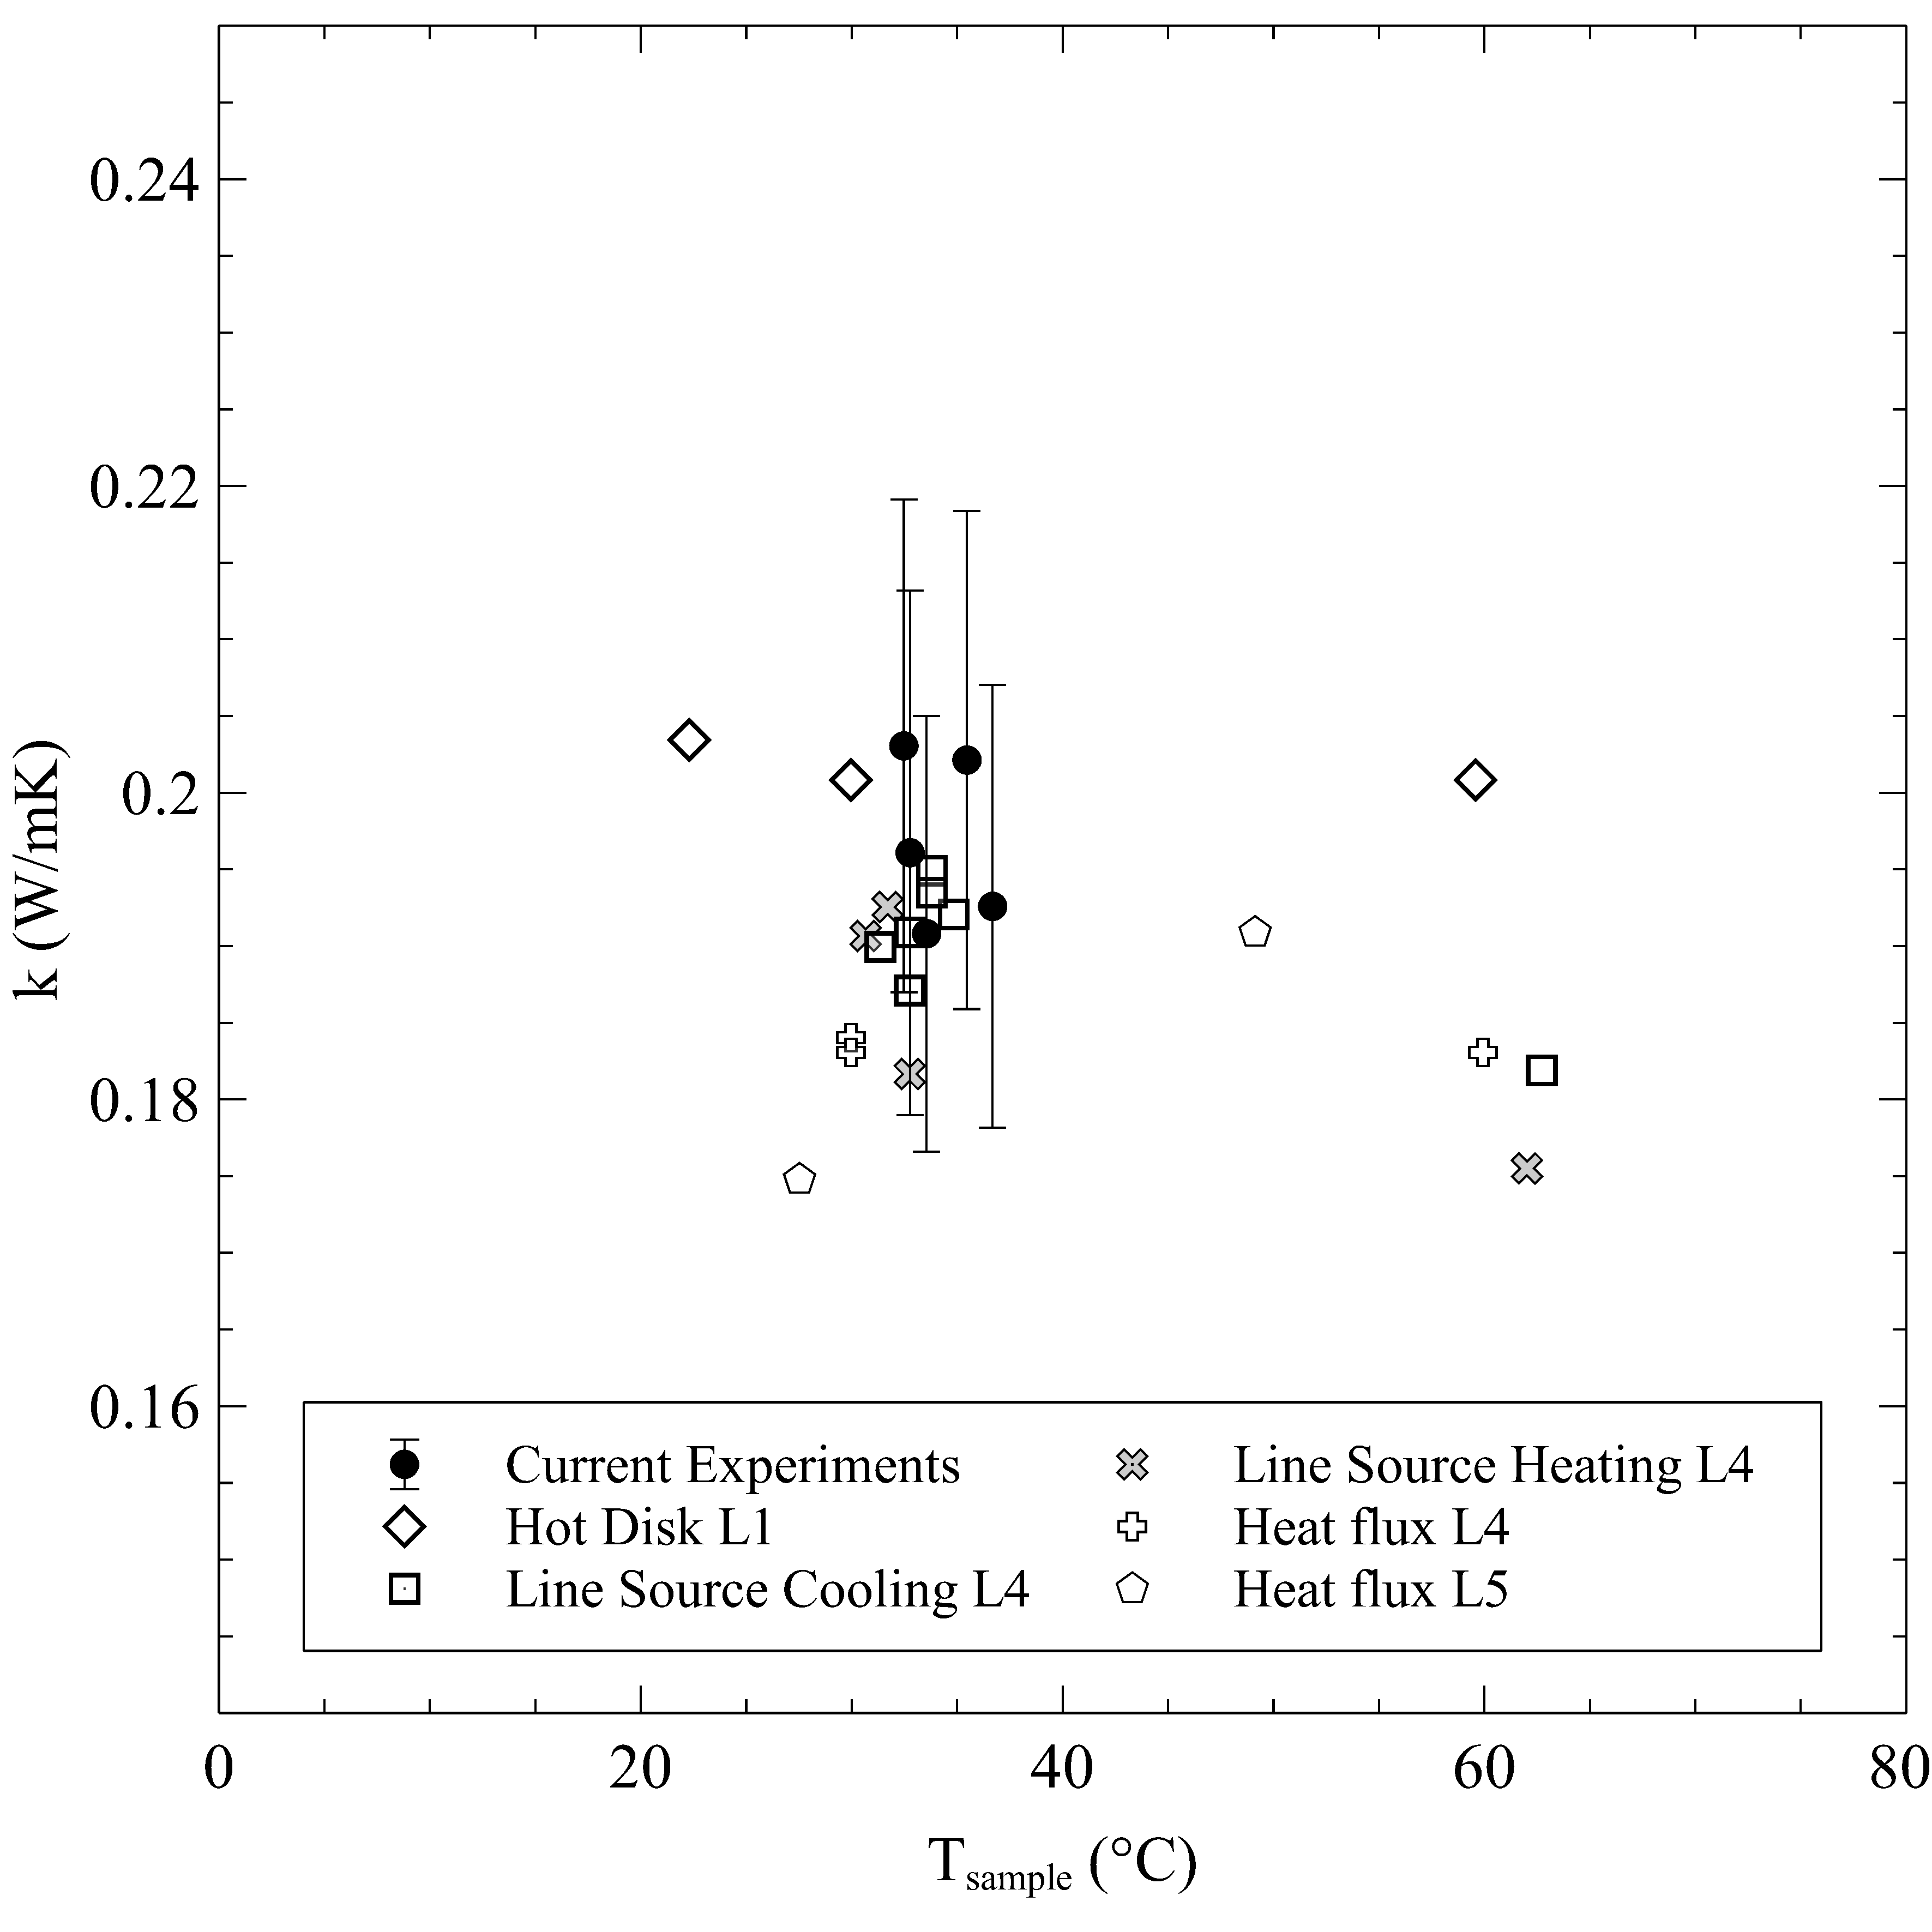 0.24
0.22
0.2
0.18
0.16
k (W/mK)
Current Experiments
Hot Disk L1
Line Source Cooling L4
Line Source Heating L4
Heat flux L4
Heat flux L5
0 20 40 60 80
Tsample (°C)